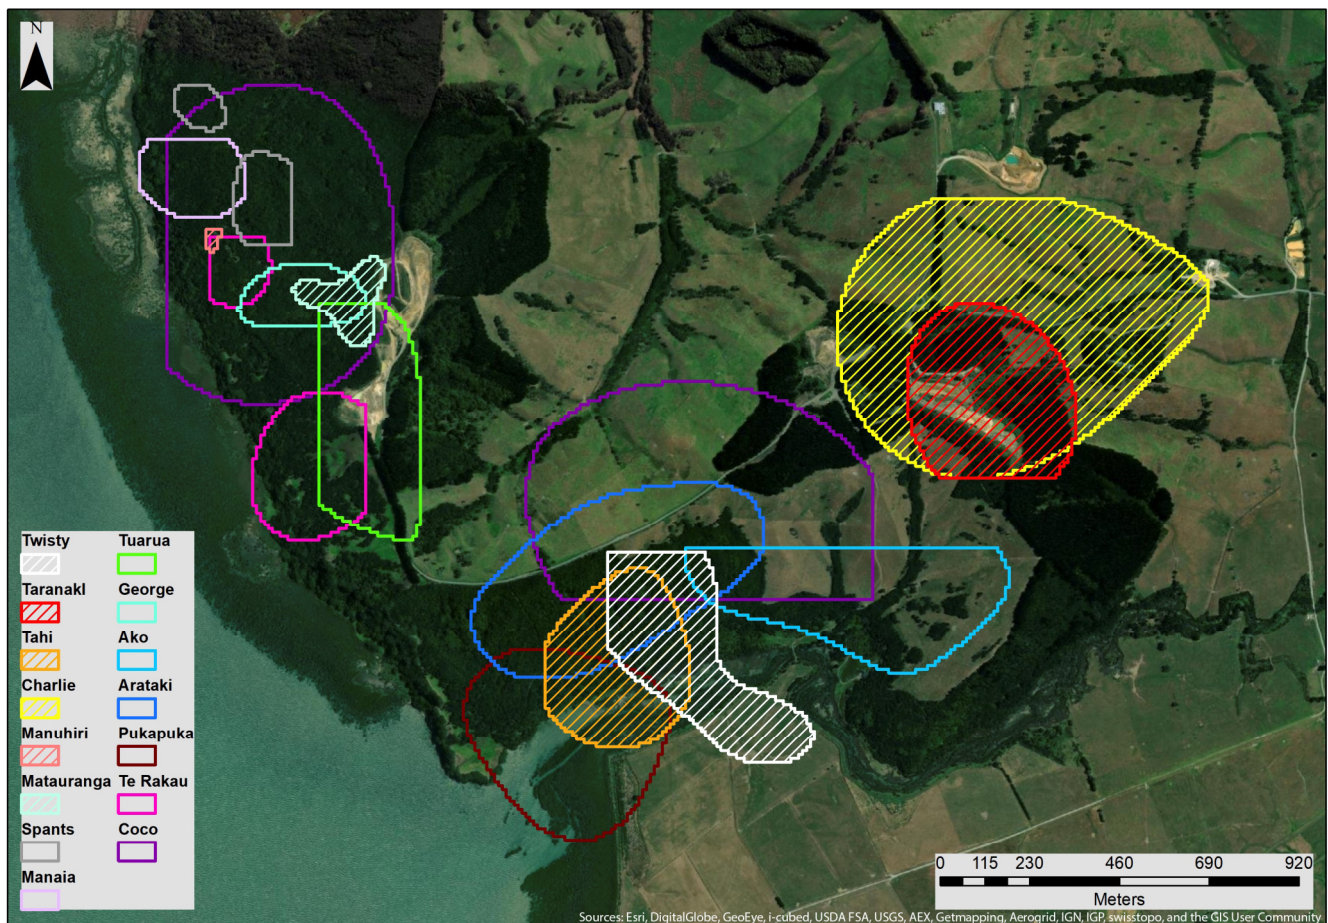 N
Twisty Tuarua
Taranakl George
Tahi Ako
Charlie Arataki
Manuhiri Pukapuka
Matauranga Te Rakau
Spants Coco
Manaia
0 115 230 460 690 920
Meters
Sources: Esri, DigitalGlobe, GeoEye, i-cubed, USDA FSA, USGS, AEX, Getmapping, Aerogrid, IGN, IGP, swisstopo, and the GIS User Community